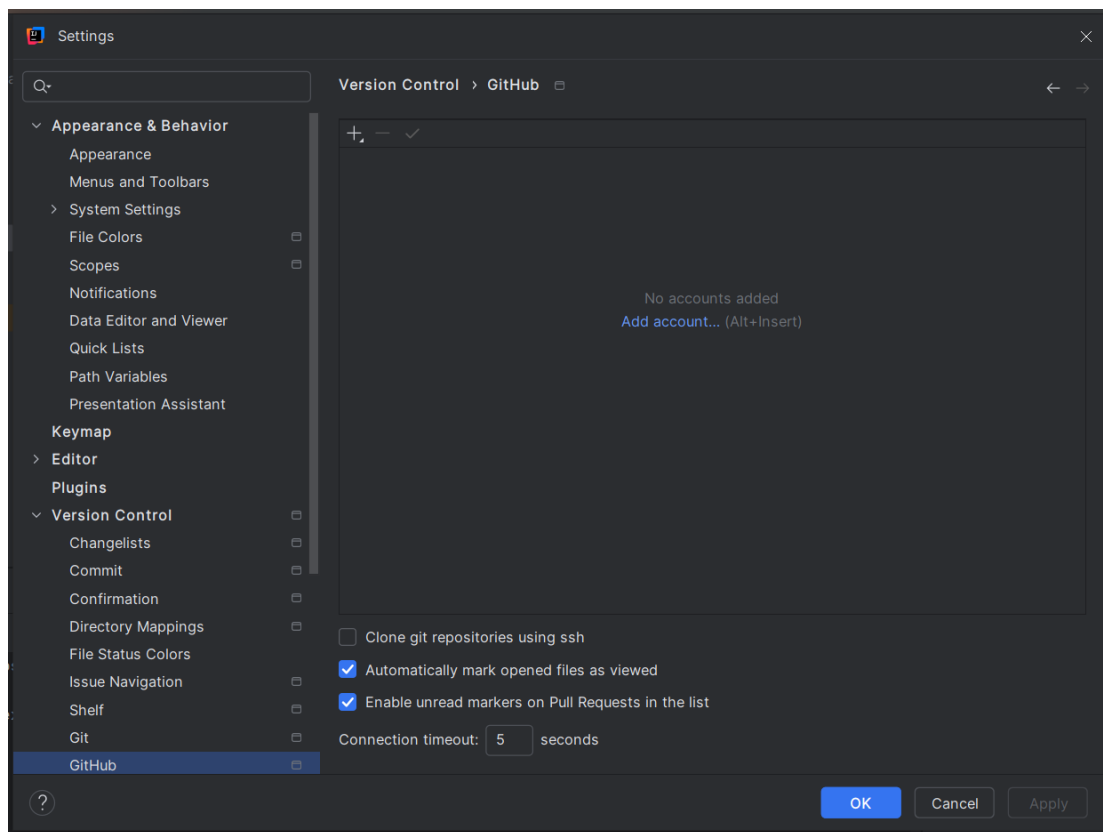 Settings
Version Control › GitHub
Appearance & Behavior
Appearance
Menus and Toolbars
System Settings
File Colors
Scopes
Notifications
Data Editor and Viewer
Quick Lists
Path Variables
Presentation Assistant
Keymap
Editor
Plugins
Version Control
Changelists
Commit
Confirmation
Directory Mappings
File Status Colors
Issue Navigation
Shelf
Git
GitHub
No accounts added
Add account... (Alt+Insert)
Clone git repositories using ssh
Automatically mark opened files as viewed
Enable unread markers on Pull Requests in the list
Connection timeout: 5 seconds
?
OK Cancel Apply